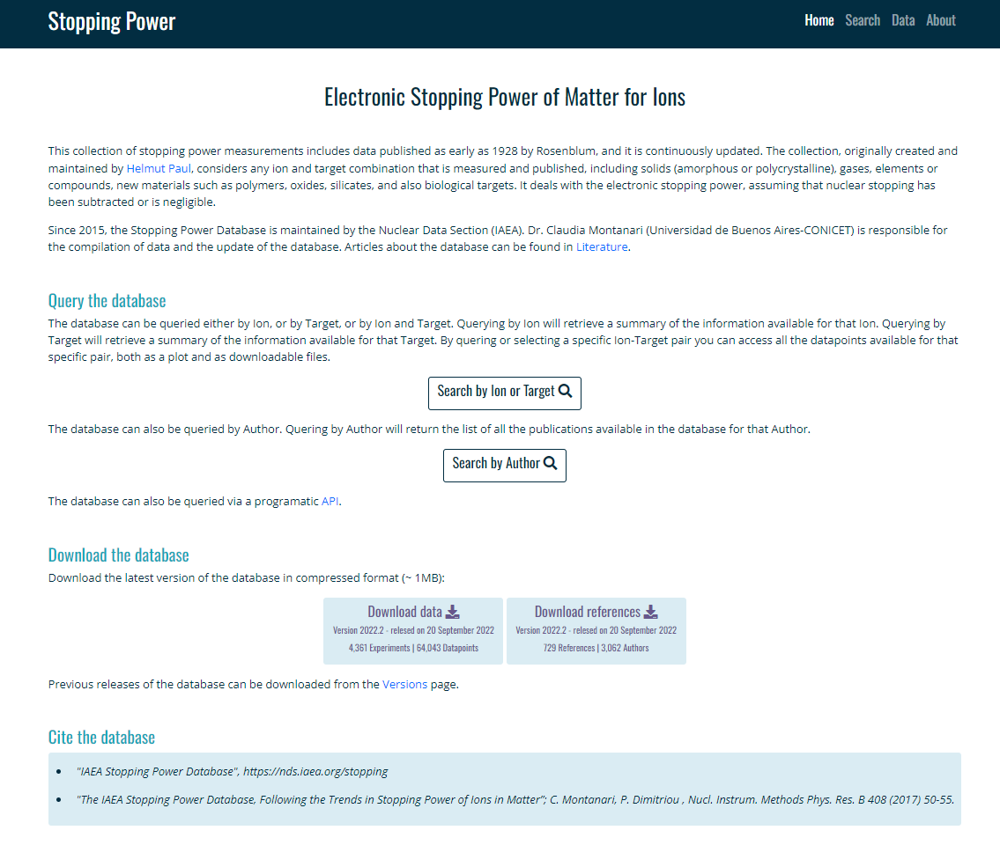 Stopping Power
Home Search Data About
Electronic Stopping Power of Matter for Ions
This collection of stopping power measurements includes data published as early as 1928 by Rosenblum, and it is continuously updated. The collection, originally created and
maintained by Helmut Paul, considers any ion and target combination that is measured and published, including solids (amorphous or polycrystalline), gases, elements or
compounds, new materials such as polymers, oxides, silicates, and also biological targets. It deals with the electronic stopping power, assuming that nuclear stopping has
been subtracted or is negligible.
Since 2015, the Stopping Power Database is maintained by the Nuclear Data Section (IAEA). Dr. Claudia Montanari (Universidad de Buenos Aires-CONICET) is responsible for
the compilation of data and the update of the database. Articles about the database can be found in Literature.
Query the database
The database can be queried either by Ion, or by Target, or by Ion and Target. Querying by Ion will retrieve a summary of the information available for that Ion. Querying by
Target will retrieve a summary of the information available for that Target. By quering or selecting a specific Ion-Target pair you can access all the datapoints available for that
specific pair, both as a plot and as downloadable files.
Search by Ion or Target
The database can also be queried by Author. Quering by Author will return the list of all the publications available in the database for that Author.
Search by Author
The database can also be queried via a programatic API.
Download the database
Download the latest version of the database in compressed format (~ 1MB):
Download data
Version 2022.2 - relesed on 20 September 2022
4,361 Experiments | 64,043 Datapoints
Download references
Version 2022.2 - relesed on 20 September 2022
729 References | 3,062 Authors
Previous releases of the database can be downloaded from the Versions page.
Cite the database
• "IAEA Stopping Power Database", https://nds.iaea.org/stopping
• "The IAEA Stopping Power Database, Following the Trends in Stopping Power of Ions in Matter"; C. Montanari, P. Dimitriou , Nucl. Instrum. Methods Phys. Res. B 408 (2017) 50-55.